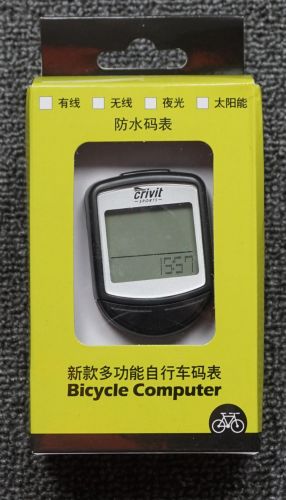 有线 无线 夜光 太阳能
防水码表
crivit
SPORTS
1557
新款多功能自行车码表
Bicycle Computer